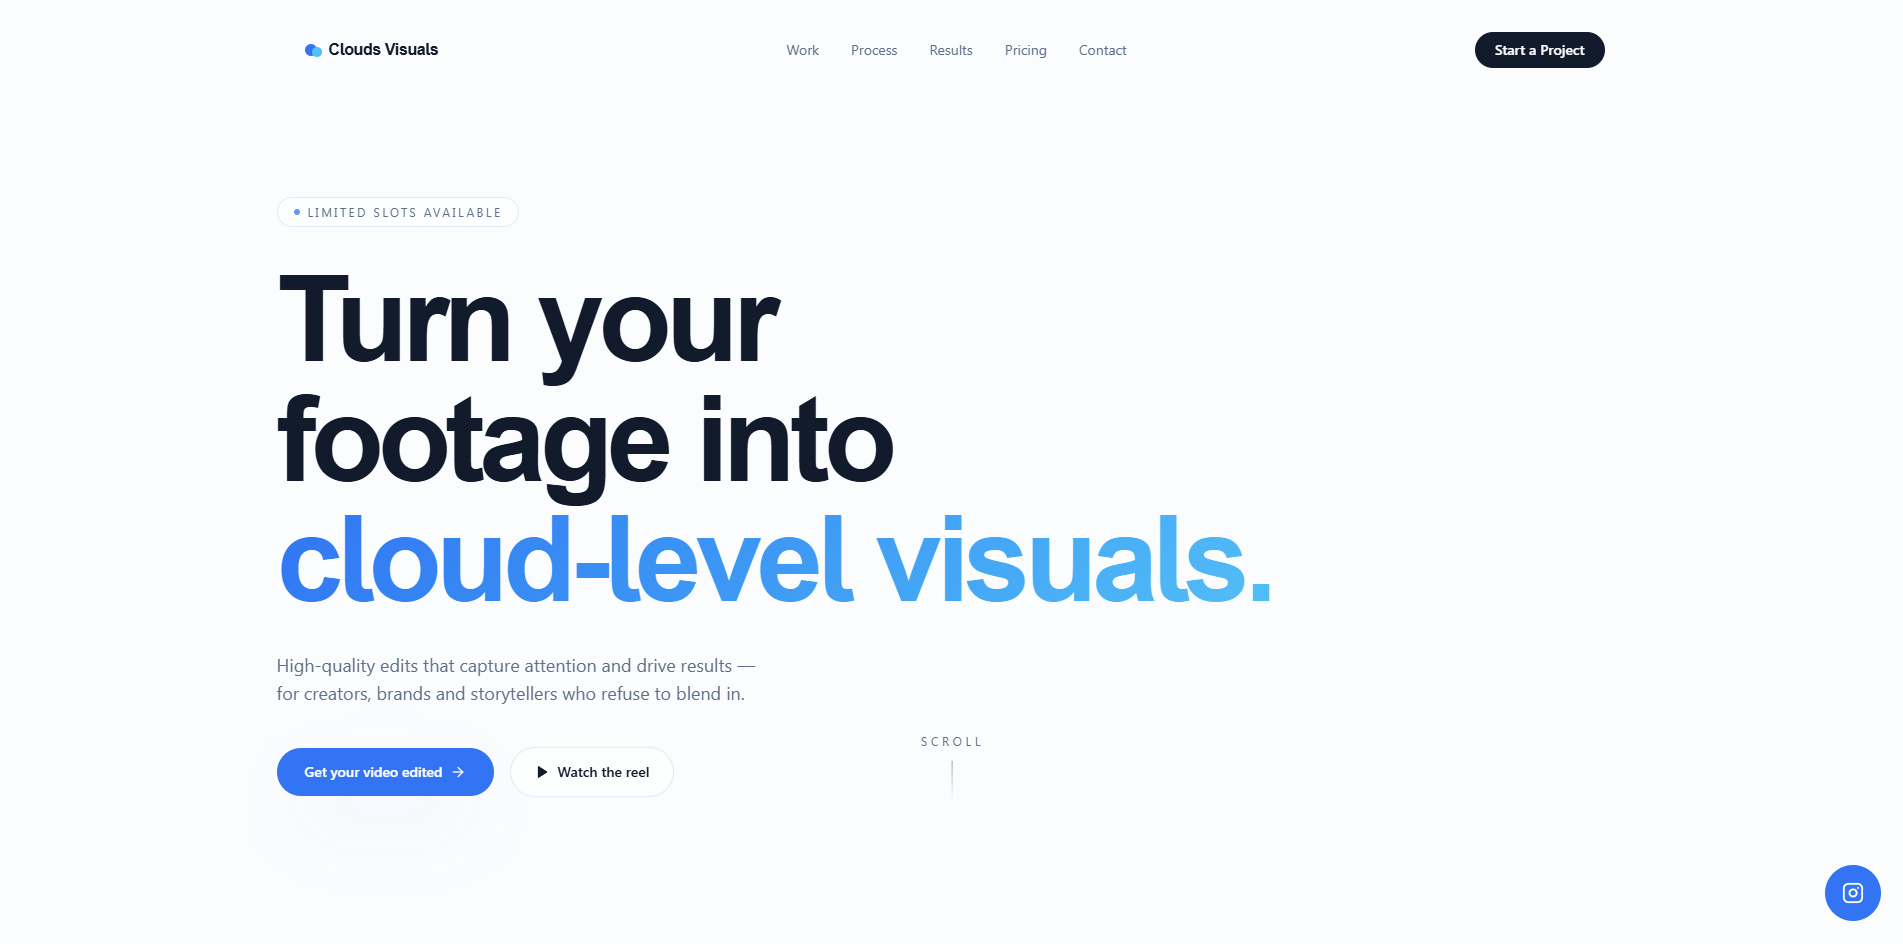 Clouds Visuals
Work
Process
Results
Pricing
Contact
Start a Project
LIMITED SLOTS AVAILABLE
Turn your
footage into
cloud-level visuals.
High-quality edits that capture attention and drive results —
for creators, brands and storytellers who refuse to blend in.
SCROLL
Get your video edited
Watch the reel